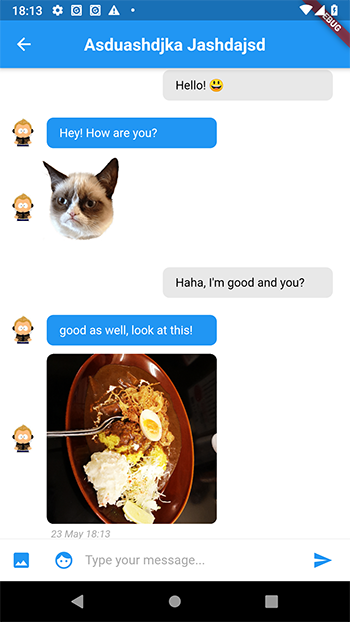 18:13
DEBUG
Asduashdjka Jashdajsd
Hello! 😃
Hey! How are you?
Haha, I'm good and you?
good as well, look at this!
23 May 18:13
Type your message...